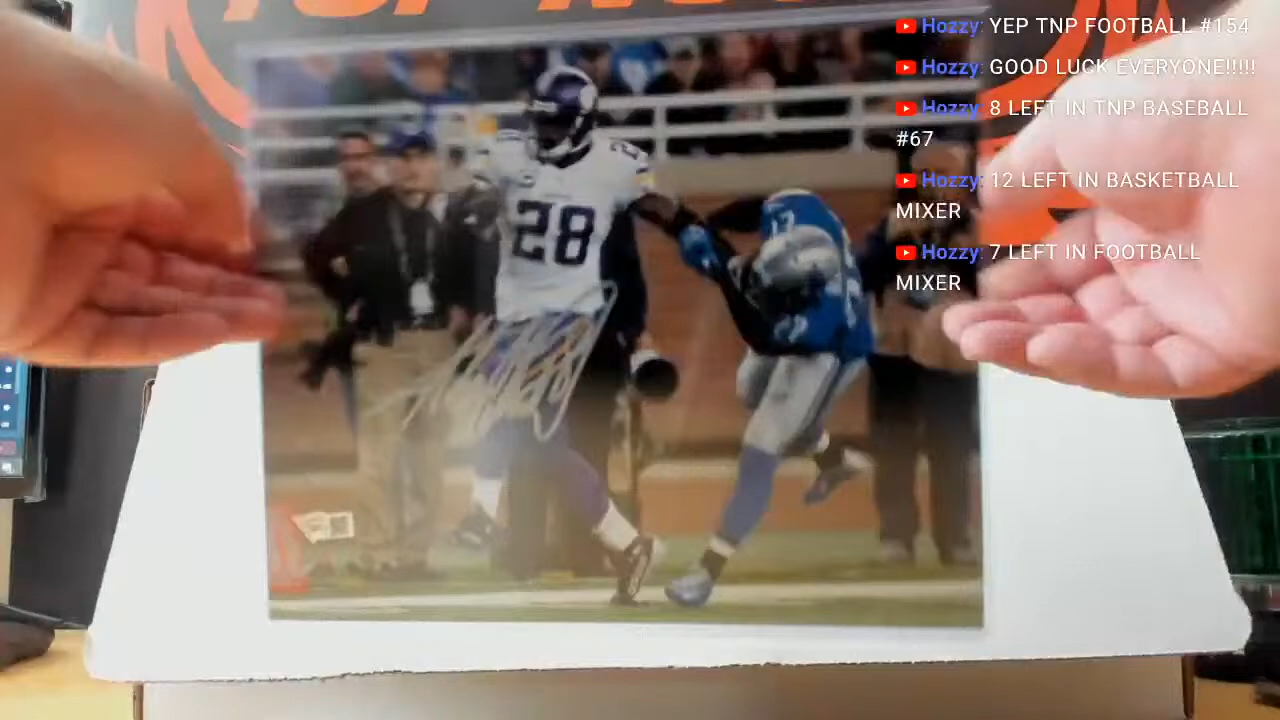 Hozzy: YEP TNP FOOTBALL #154
Hozzy: GOOD LUCK EVERYONE!!!!!
Hozzy: 8 LEFT IN TNP BASEBALL
#67
Hozzy: 12 LEFT IN BASKETBALL
MIXER
Hozzy: 7 LEFT IN FOOTBALL
MIXER
28